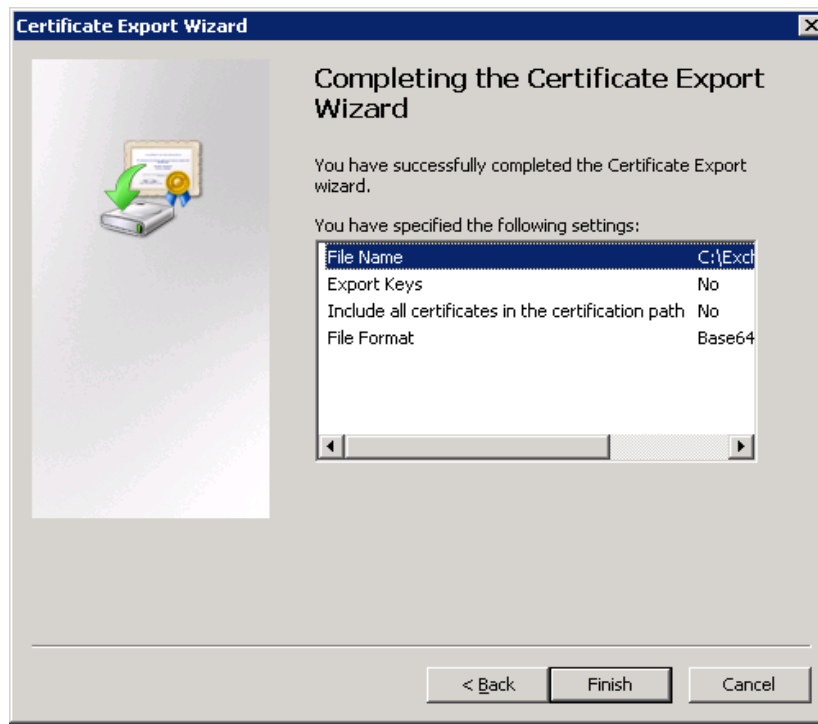 Certificate Export Wizard
Completing the Certificate Export
Wizard
You have successfully completed the Certificate Export
wizard.
You have specified the following settings:
File Name C:\Exch
Export Keys No
Include all certificates in the certification path No
File Format Base64
< Back Finish Cancel